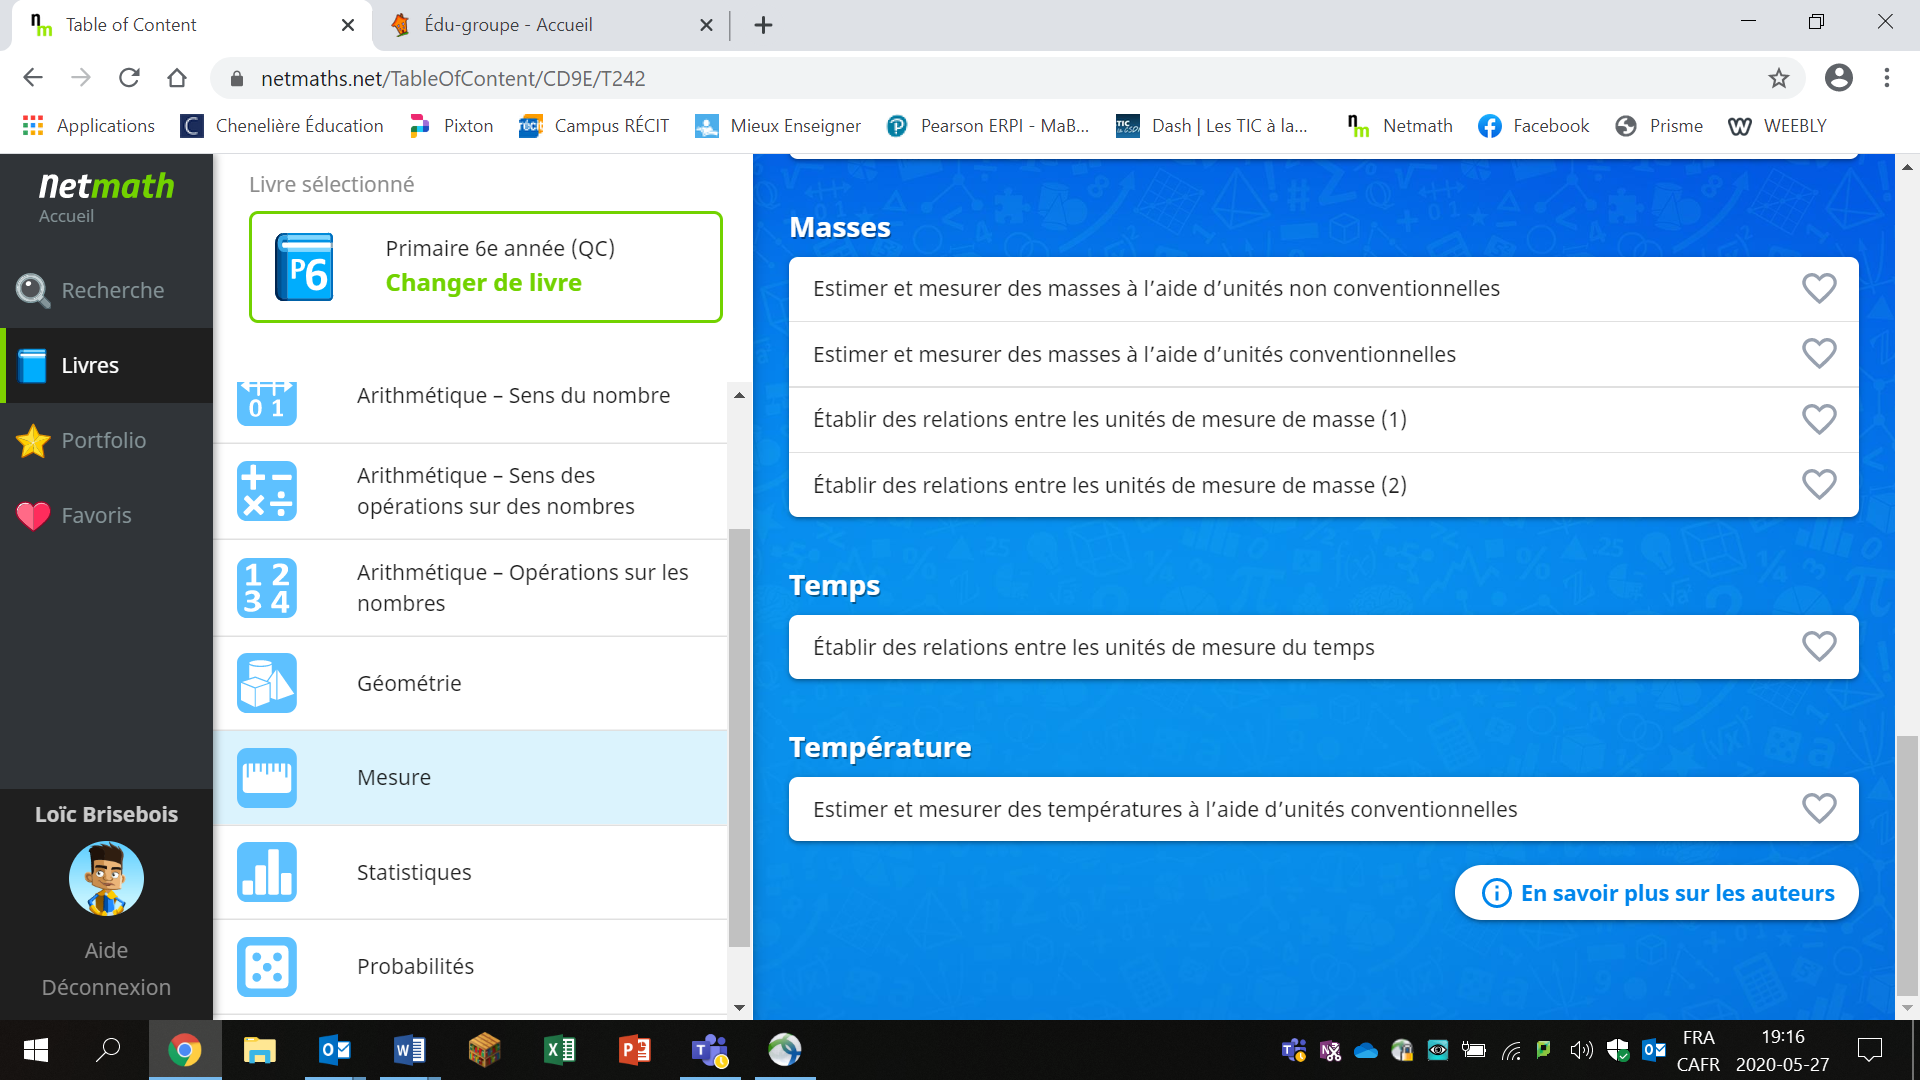 Table of Content
Édu-groupe - Accueil
netmaths.net/TableOfContent/CD9E/T242
Applications
Chenelière Éducation
Pixton
Campus RÉCIT
Mieux Enseigner
Pearson ERPI - MaB...
Dash | Les TIC à la...
Netmath
Facebook
Prisme
WEEBLY
netmath
Accueil
Recherche
Livres
Portfolio
Favoris
Loïc Brisebois
Aide
Déconnexion
Livre sélectionné
P6
Primaire 6e année (QC)
Changer de livre
0 1
Arithmétique – Sens du nombre
Arithmétique – Sens des
opérations sur des nombres
1 2
3 4
Arithmétique – Opérations sur les
nombres
Géométrie
Mesure
Statistiques
Probabilités
Masses
Estimer et mesurer des masses à l’aide d’unités non conventionnelles
Estimer et mesurer des masses à l’aide d’unités conventionnelles
Établir des relations entre les unités de mesure de masse (1)
Établir des relations entre les unités de mesure de masse (2)
Temps
Établir des relations entre les unités de mesure du temps
Température
Estimer et mesurer des températures à l’aide d’unités conventionnelles
En savoir plus sur les auteurs
FRA
CAFR
19:16
2020-05-27